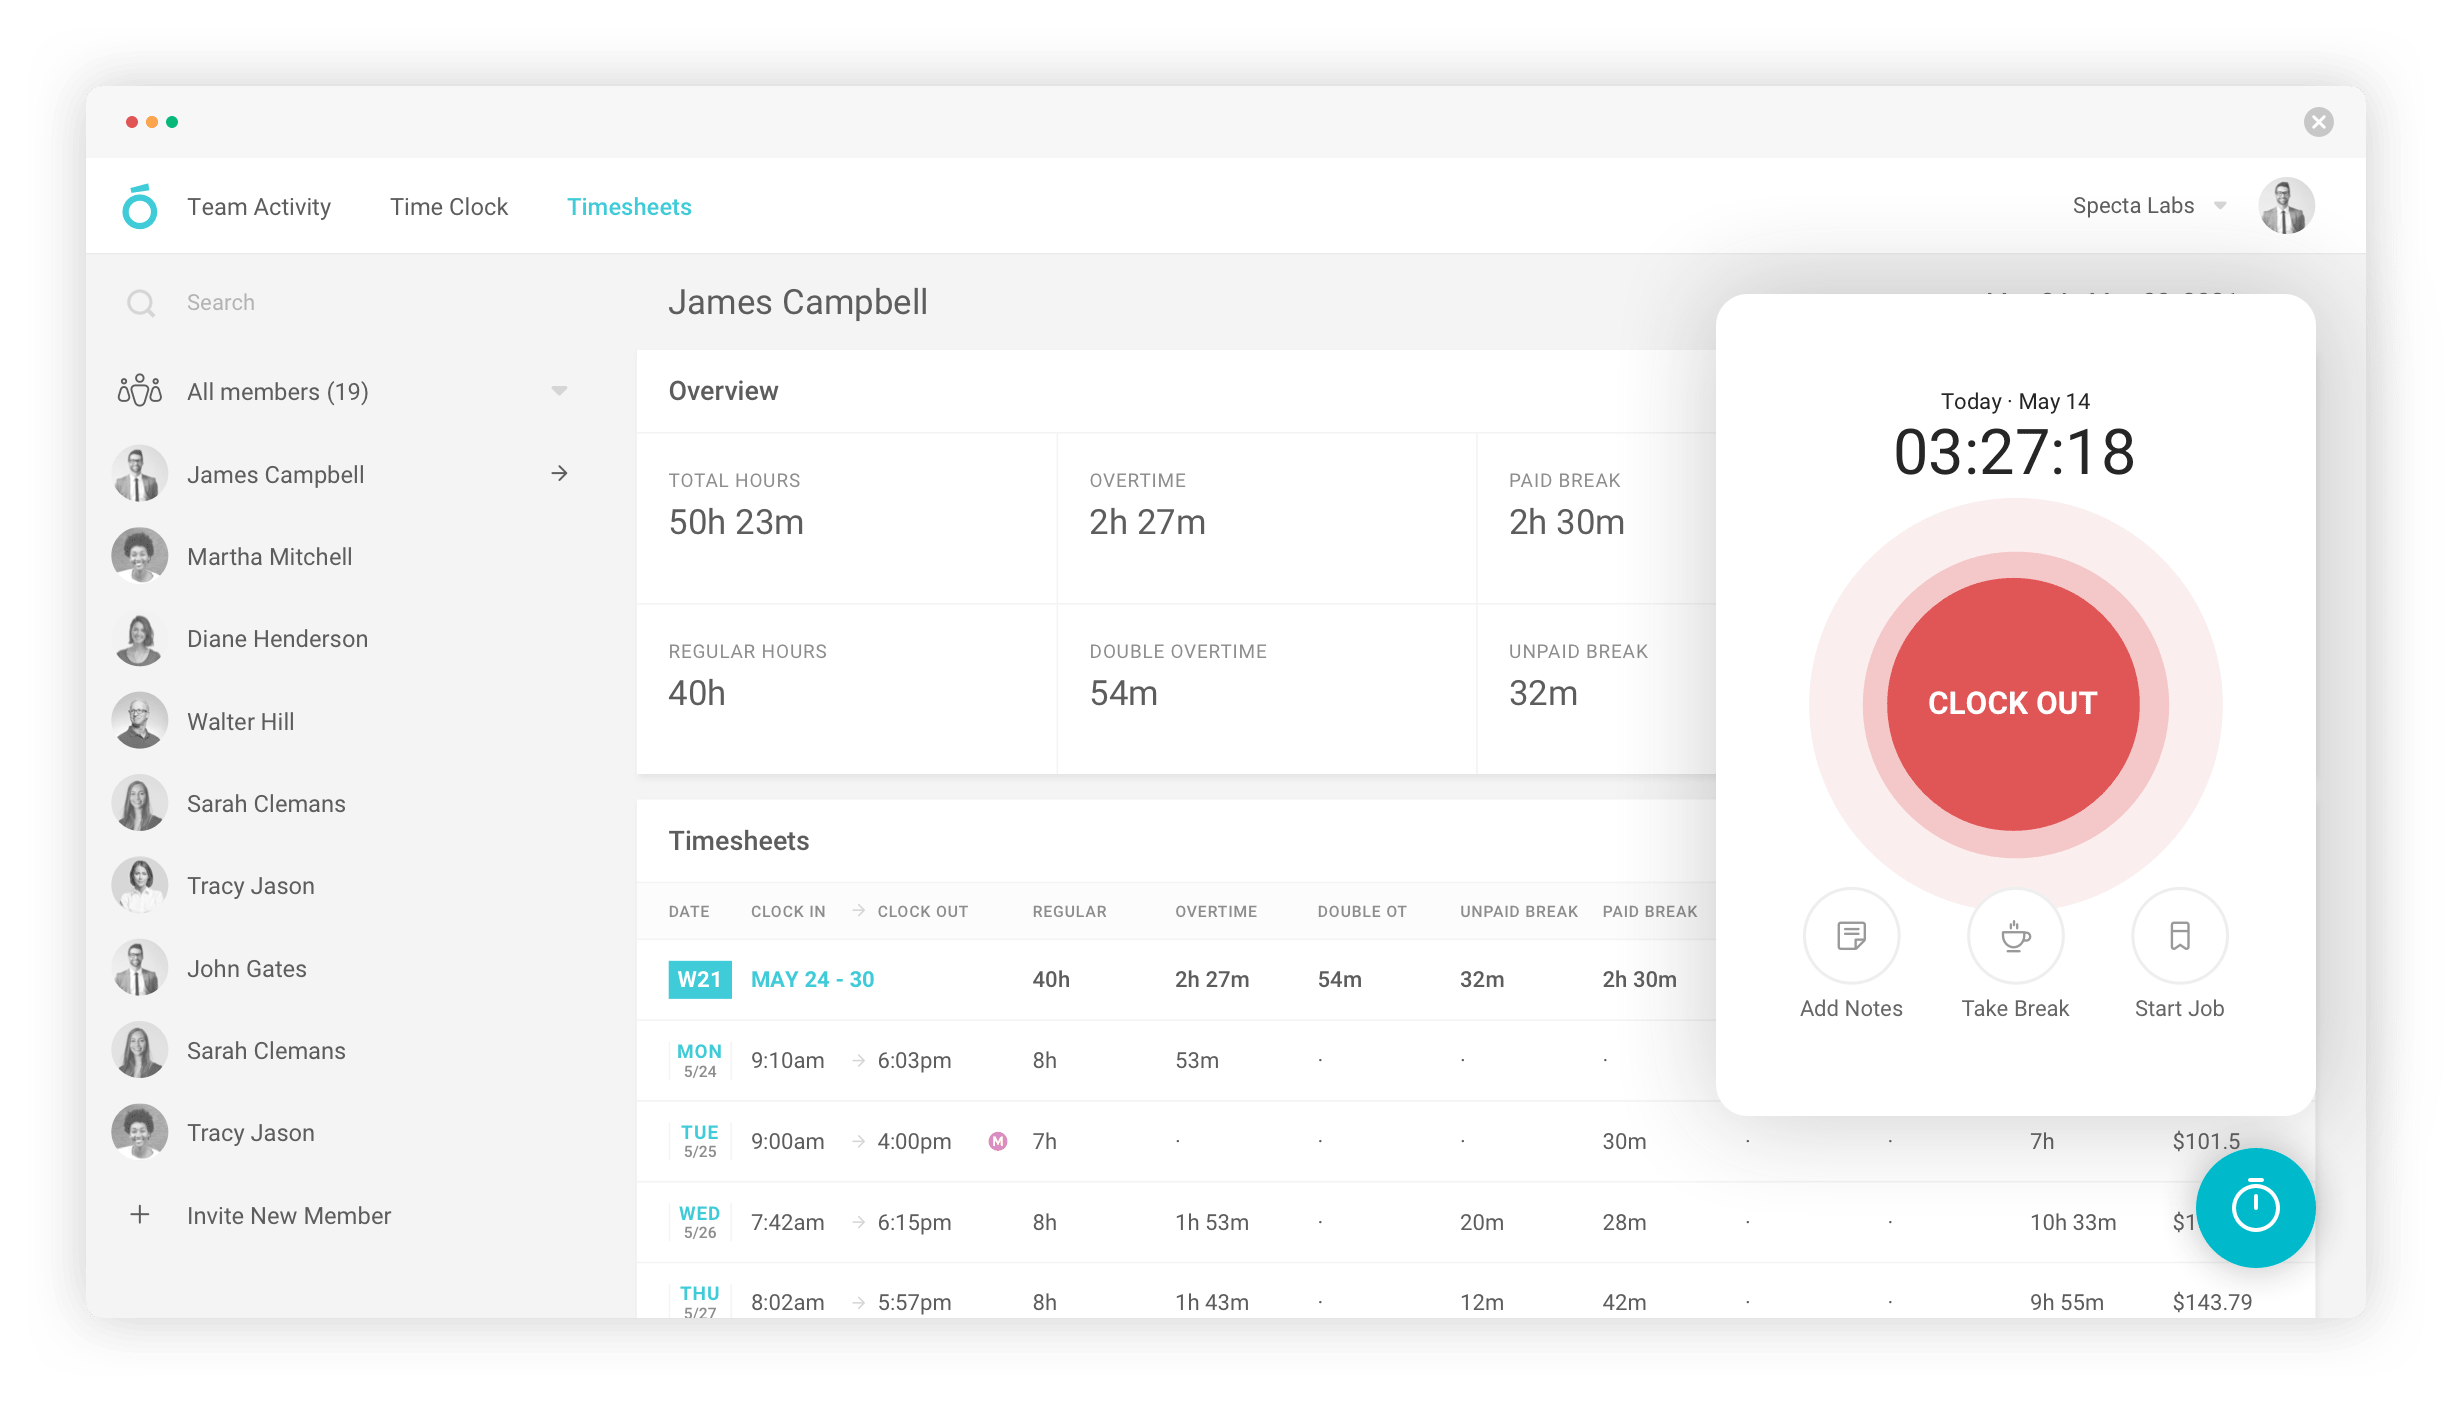 Team Activity
Time Clock
Timesheets
Specta Labs
Search
All members (19)
James Campbell
Martha Mitchell
Diane Henderson
Walter Hill
Sarah Clemans
Tracy Jason
John Gates
Sarah Clemans
Tracy Jason
Invite New Member
James Campbell
Overview
TOTAL HOURS
50h 23m
OVERTIME
2h 27m
PAID BREAK
2h 30m
REGULAR HOURS
40h
DOUBLE OVERTIME
54m
UNPAID BREAK
32m
Timesheets
DATE CLOCK IN → CLOCK OUT REGULAR OVERTIME DOUBLE OT UNPAID BREAK PAID BREAK
W21 MAY 24 - 30 40h 2h 27m 54m 32m 2h 30m
MON
5/24
9:10am → 6:03pm 8h 53m · · ·
TUE
5/25
9:00am → 4:00pm M 7h · · · 30m · · 7h $101.5
WED
5/26
7:42am → 6:15pm 8h 1h 53m · 20m 28m · · 10h 33m $1
THU
5/27
8:02am → 5:57pm 8h 1h 43m · 12m 42m · · 9h 55m $143.79
Today · May 14
03:27:18
CLOCK OUT
Add Notes
Take Break
Start Job